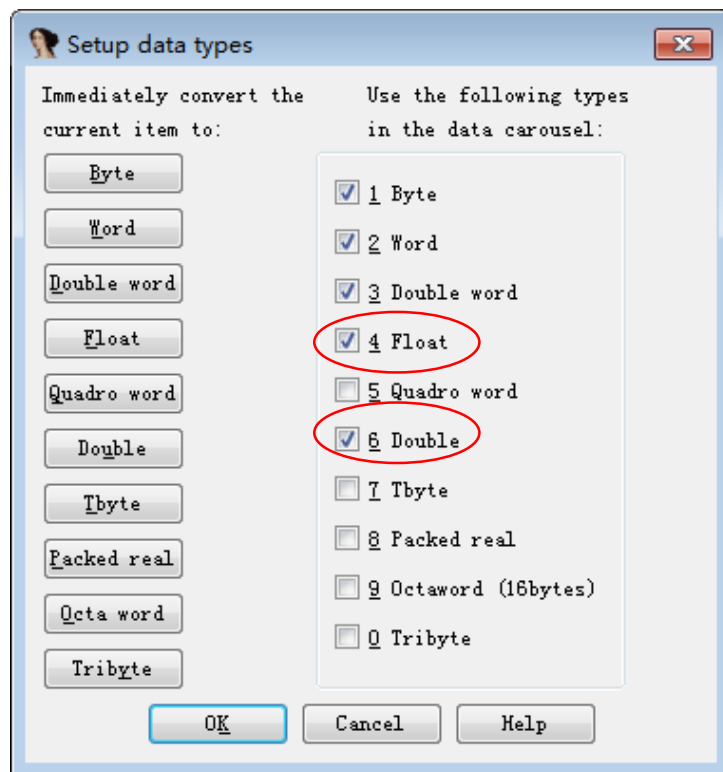 Setup data types
Immediately convert the
current item to:
Byte
Word
Double word
Float
Quadro word
Double
Tbyte
Packed real
Octa word
Tribyte
Use the following types
in the data carousel:
1 Byte
2 Word
3 Double word
4 Float
5 Quadro word
6 Double
7 Tbyte
8 Packed real
9 Octaword (16bytes)
0 Tribyte
OK
Cancel
Help